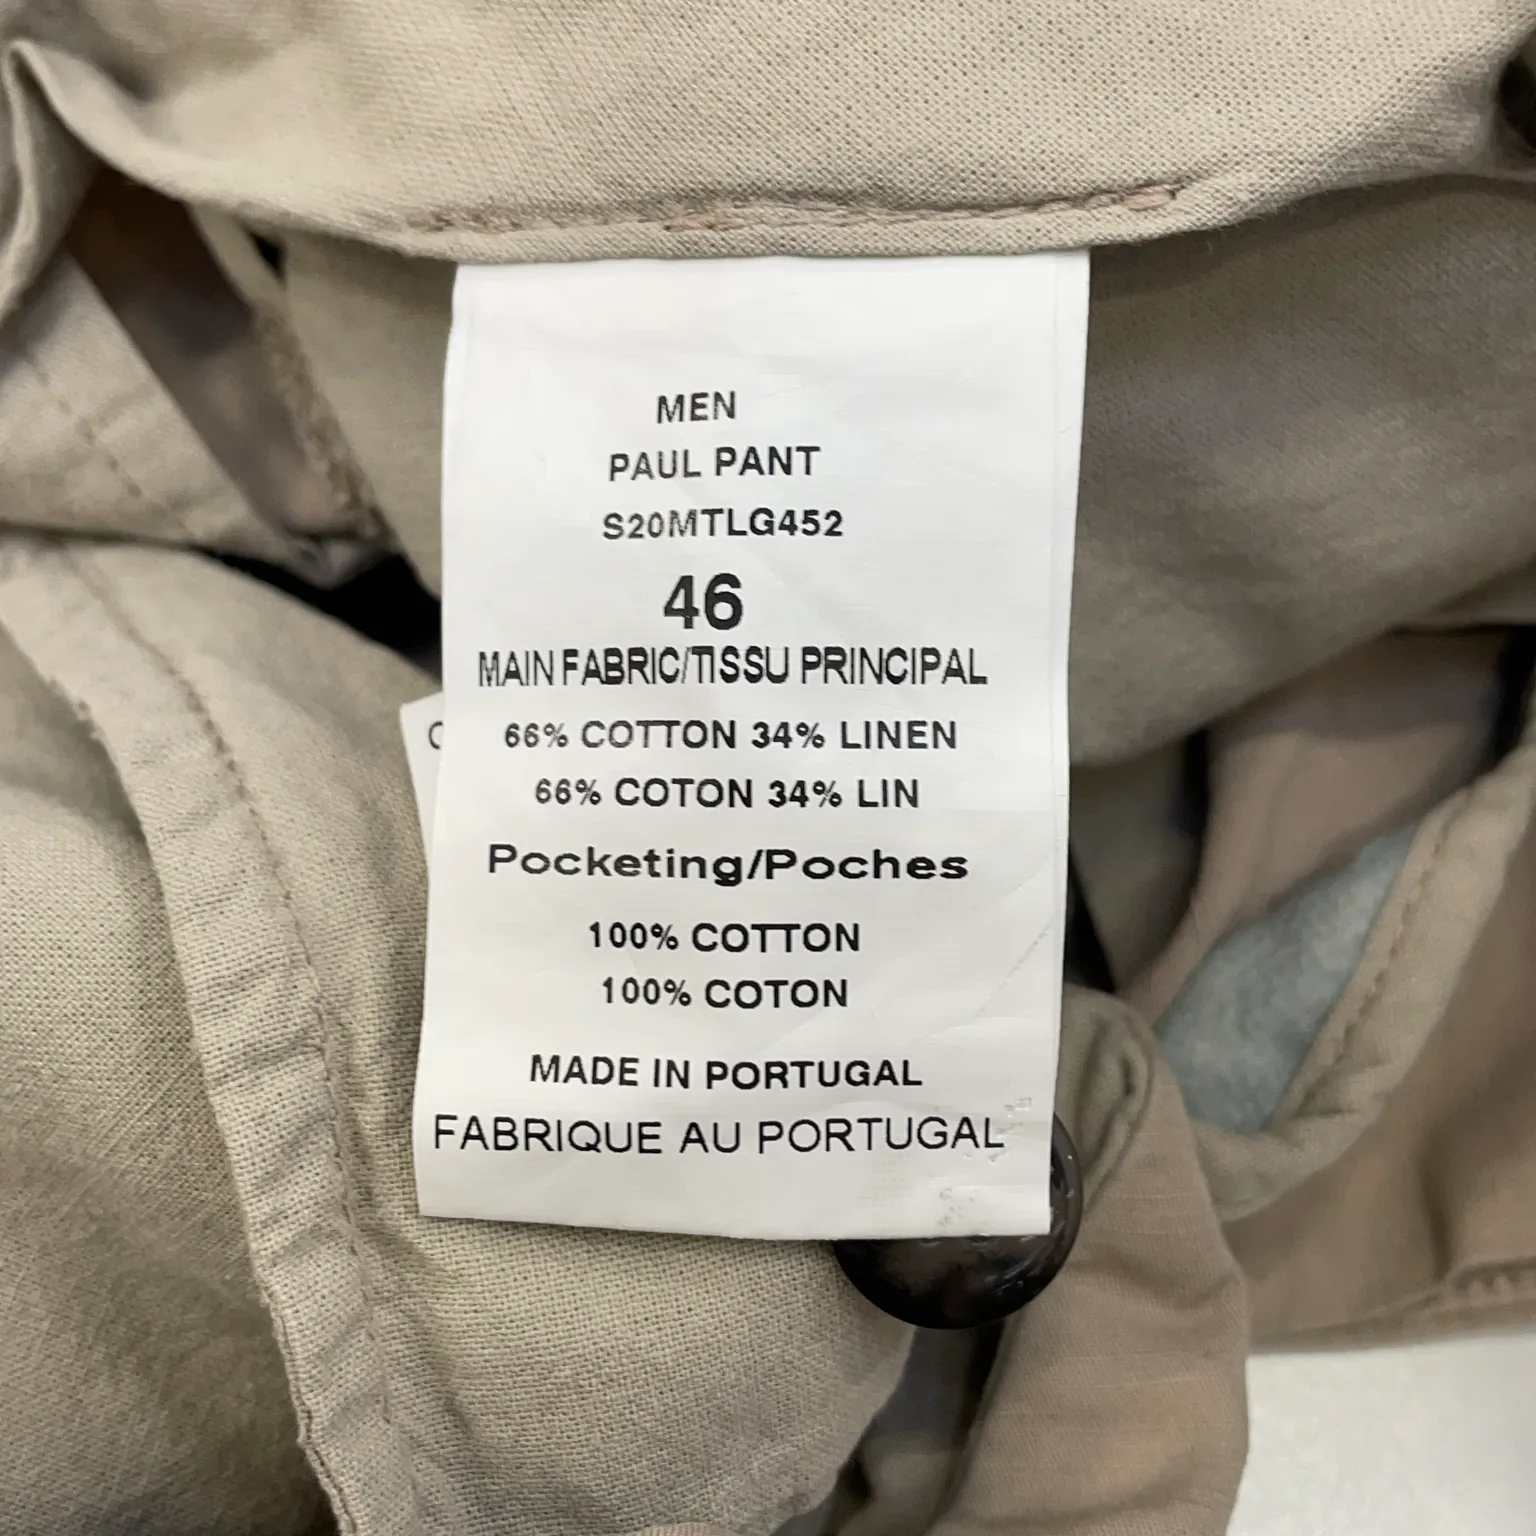 MEN
PAUL PANT
S20MTLG452
46
MAIN FABRIC/TISSU PRINCIPAL
66% COTTON 34% LINEN
66% COTON 34% LIN
Pocketing/Poches
100% COTTON
100% COTON
MADE IN PORTUGAL
FABRIQUE AU PORTUGAL